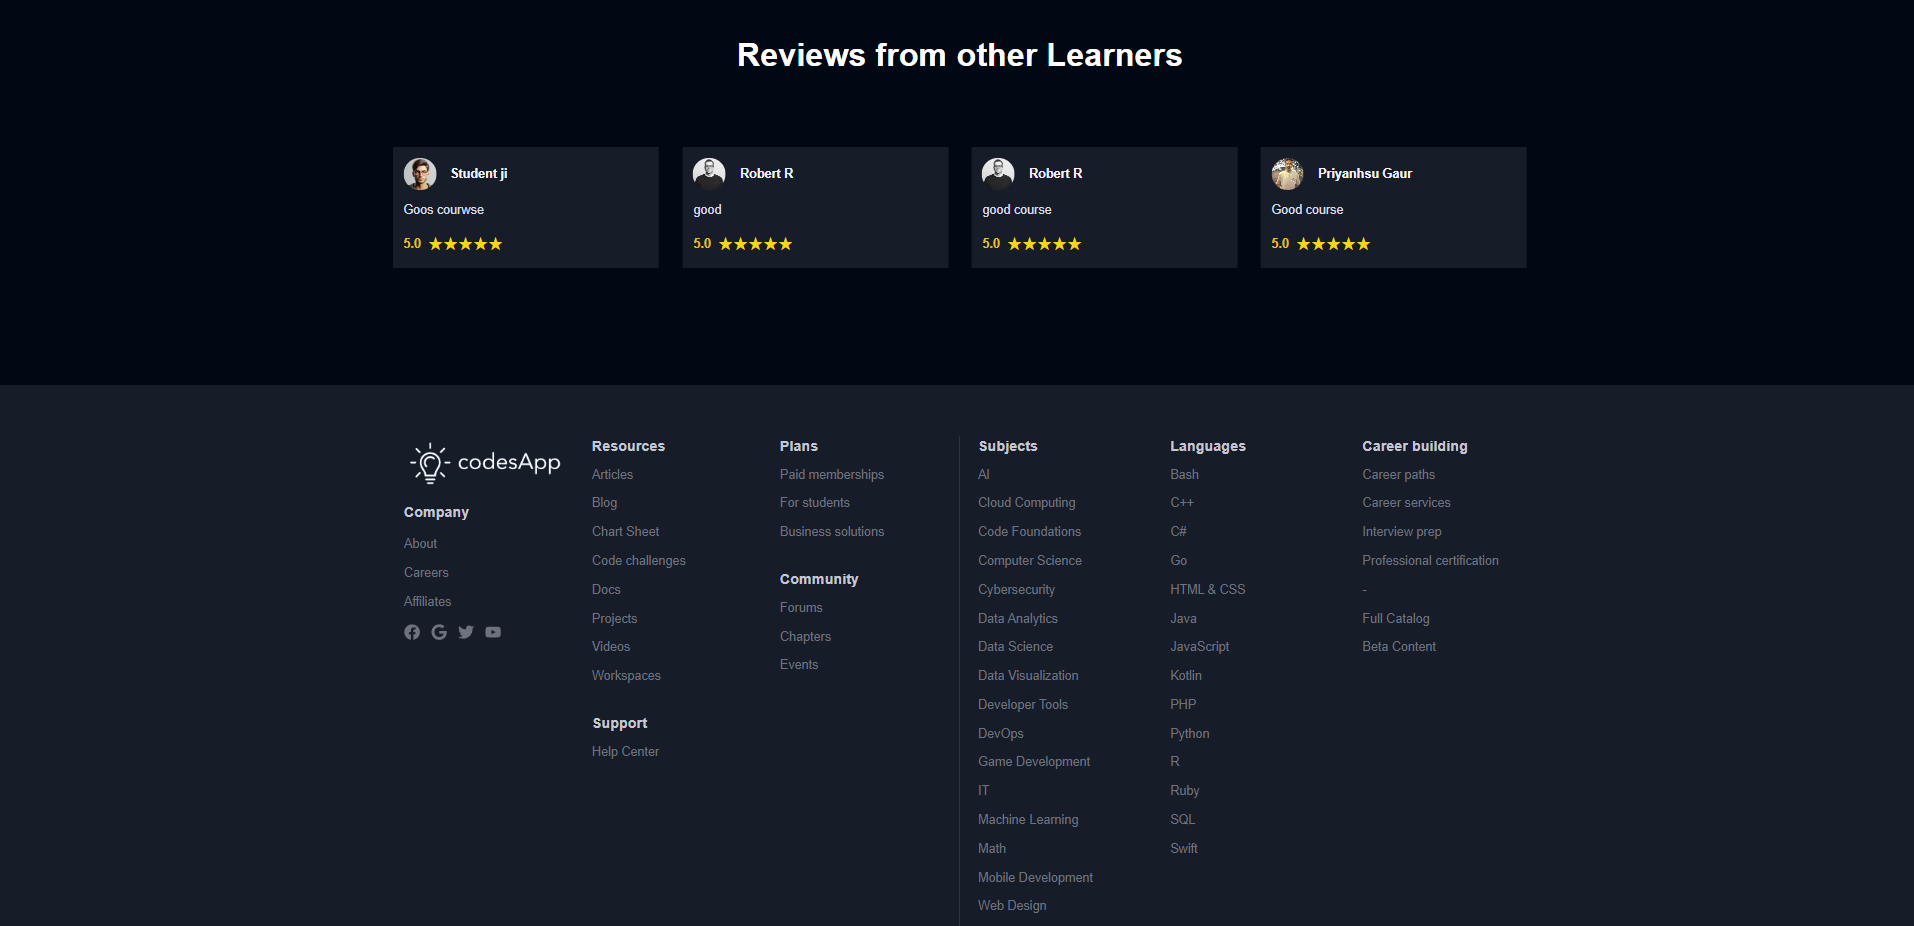 Reviews from other Learners
Student ji
Goos courwse
5.0
Robert R
good
5.0
Robert R
good course
5.0
Priyanhsu Gaur
Good course
5.0
codesApp
Company
About
Careers
Affiliates
Resources
Articles
Blog
Chart Sheet
Code challenges
Docs
Projects
Videos
Workspaces
Support
Help Center
Plans
Paid memberships
For students
Business solutions
Community
Forums
Chapters
Events
Subjects
AI
Cloud Computing
Code Foundations
Computer Science
Cybersecurity
Data Analytics
Data Science
Data Visualization
Developer Tools
DevOps
Game Development
IT
Machine Learning
Math
Mobile Development
Web Design
Languages
Bash
C++
C#
Go
HTML & CSS
Java
JavaScript
Kotlin
PHP
Python
R
Ruby
SQL
Swift
Career building
Career paths
Career services
Interview prep
Professional certification
-
Full Catalog
Beta Content